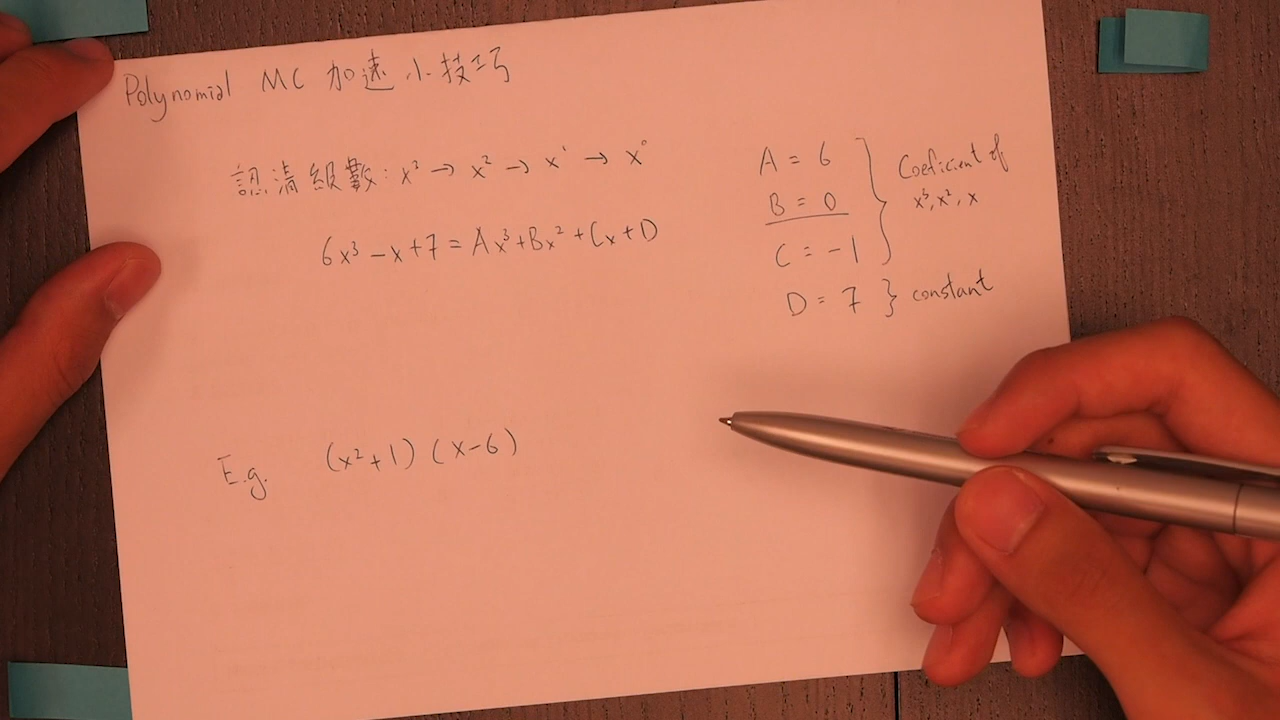 Polynomial MC 加速小技巧
認清級數: x³ → x² → x¹ → x⁰
6x³ - x + 7 = Ax³ + Bx² + Cx + D
A = 6
B = 0
C = -1
} Coeficient of
x³, x², x
D = 7 } constant
E.g. (x² + 1) (x - 6)